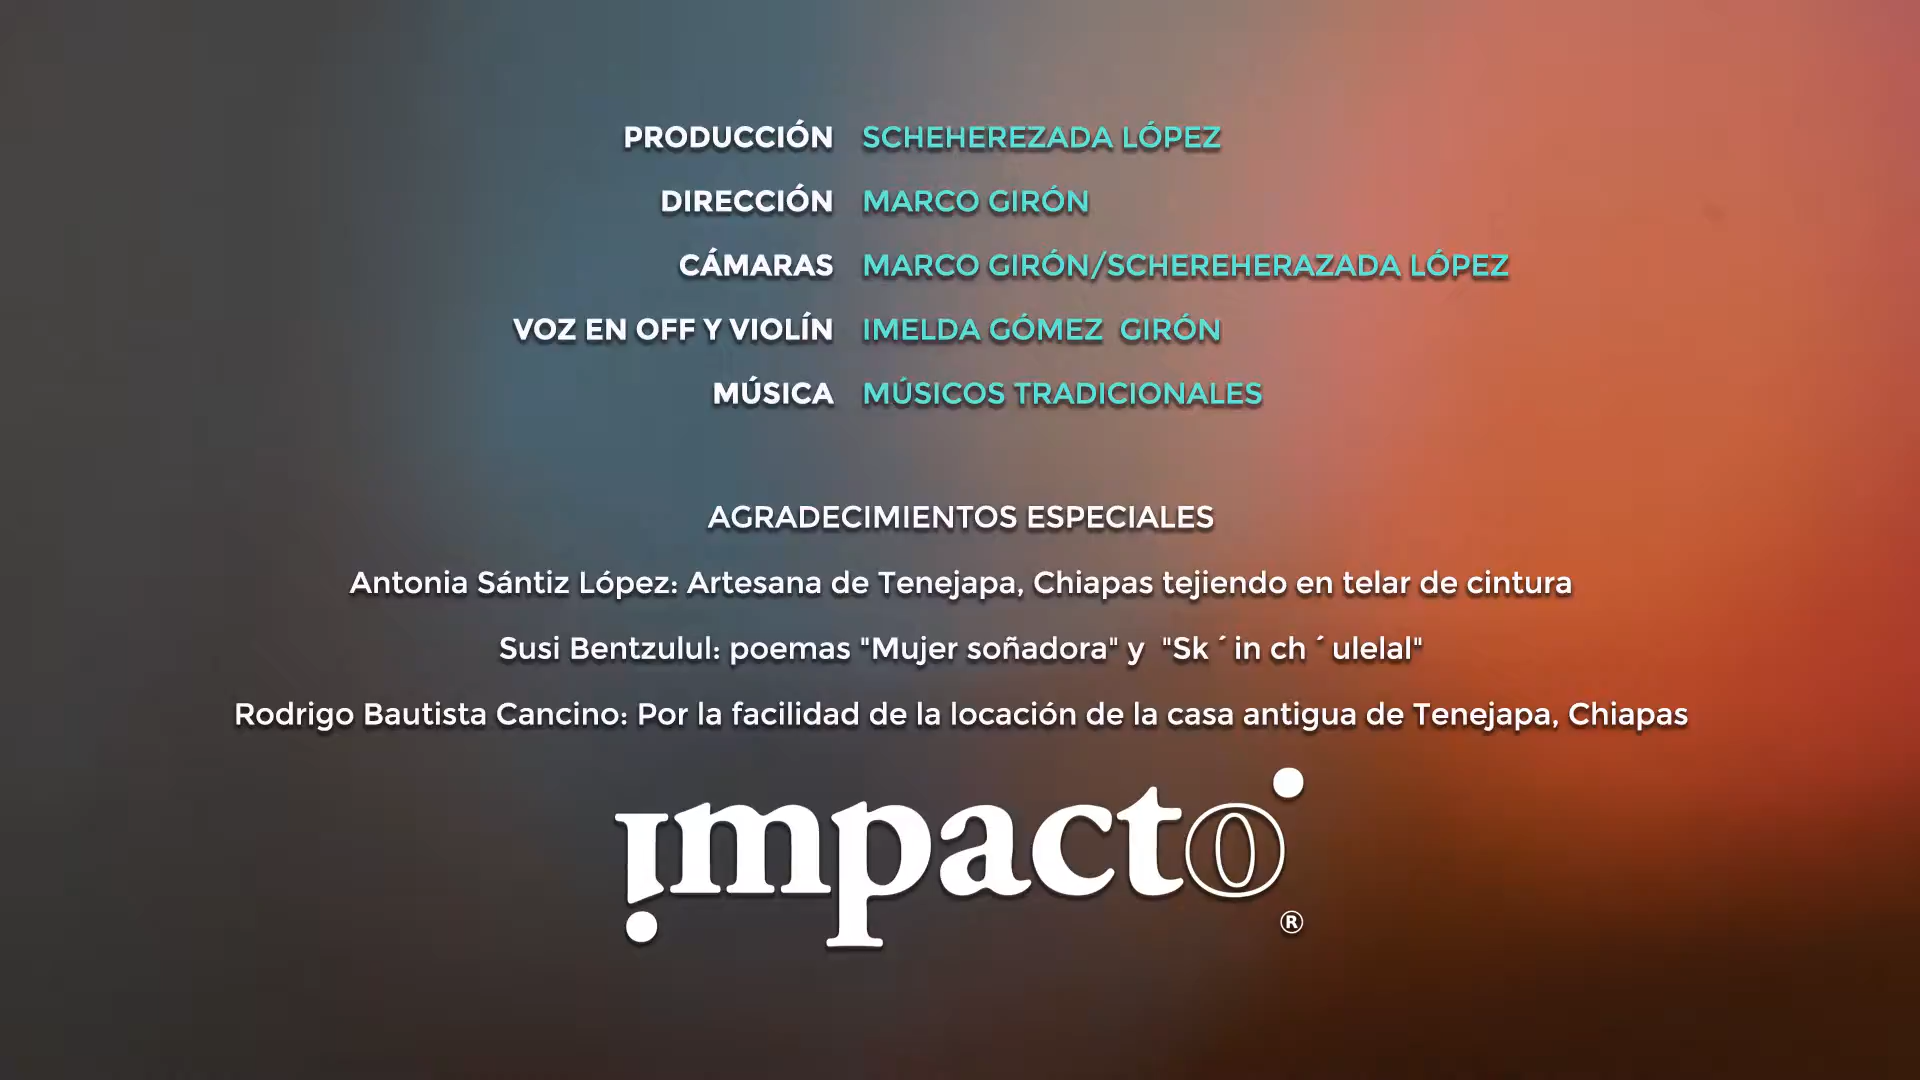 PRODUCCIÓN SCHEHEREZADA LÓPEZ
DIRECCIÓN MARCO GIRÓN
CÁMARAS MARCO GIRÓN/SCHEREHERAZADA LÓPEZ
VOZ EN OFF Y VIOLÍN IMELDA GÓMEZ  GIRÓN
MÚSICA MÚSICOS TRADICIONALES
AGRADECIMIENTOS ESPECIALES
Antonia Sántiz López: Artesana de Tenejapa, Chiapas tejiendo en telar de cintura
Susi Bentzulul: poemas "Mujer soñadora" y  "Sk´in ch´ulelal"
Rodrigo Bautista Cancino: Por la facilidad de la locación de la casa antigua de Tenejapa, Chiapas
impacto
®